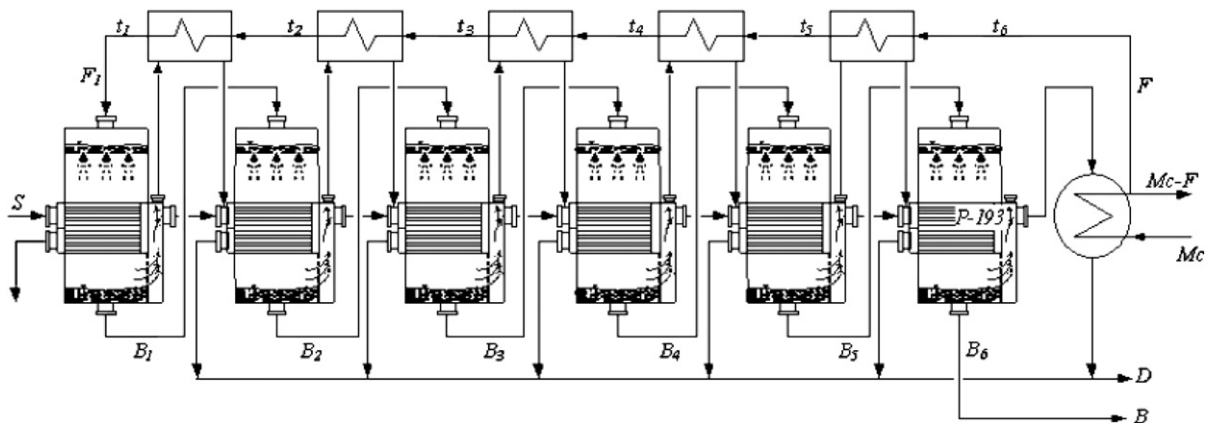 t1 t2 t3 t4 t5 t6
F1 F
Mc-F
S P-193
Mc
B1 B2 B3 B4 B5 B6
D
B